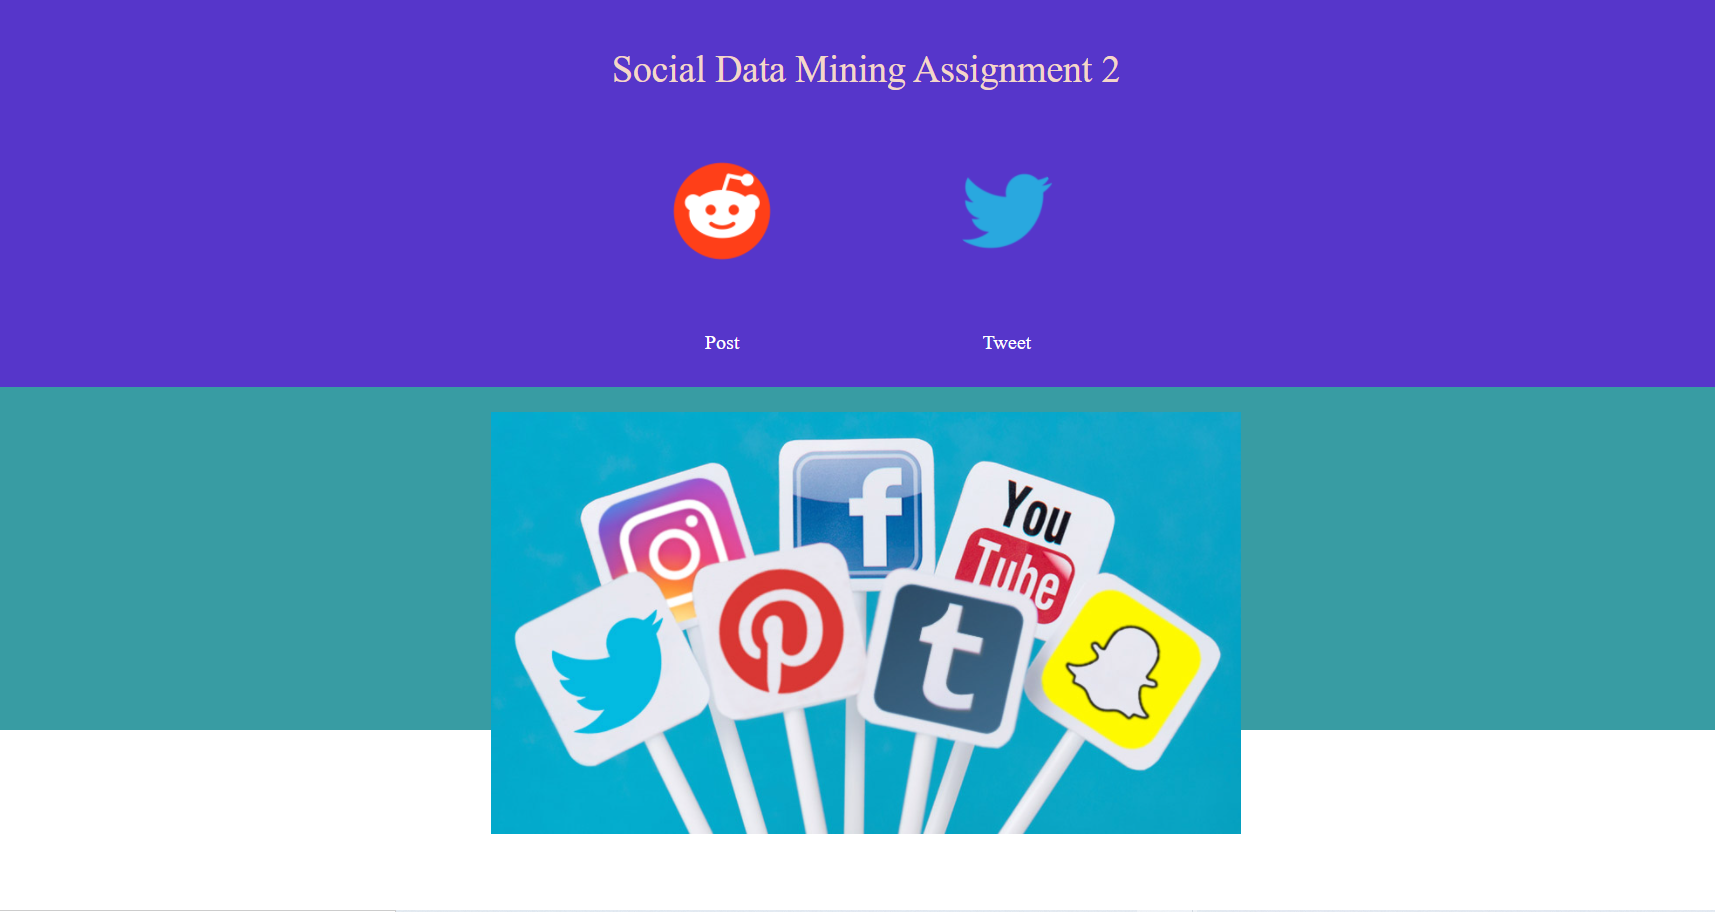 Social Data Mining Assignment 2
Post
Tweet
f
You
Tube
t